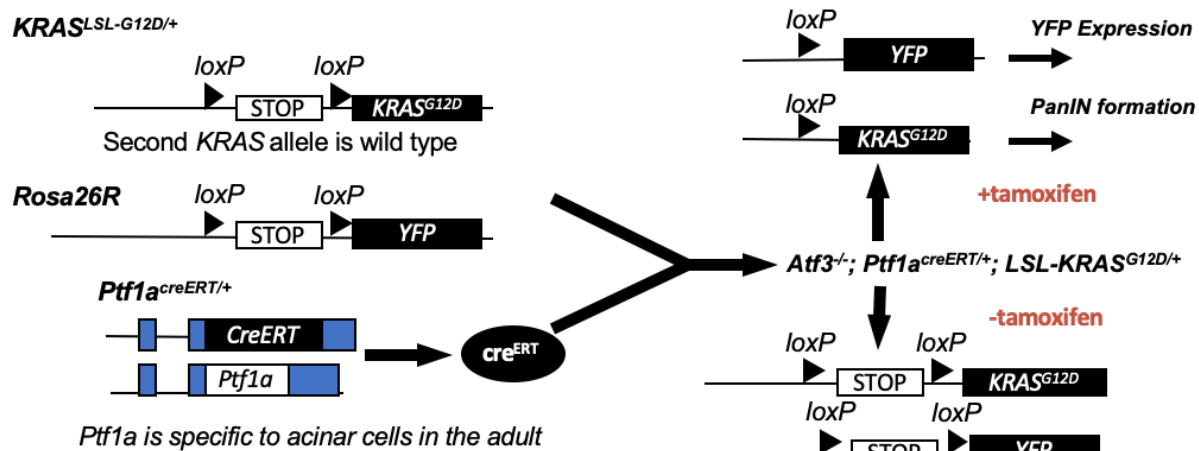 KRAS^LSL-G12D/+
loxP loxP
STOP KRAS^G12D
Second KRAS allele is wild type
Rosa26R
loxP loxP
STOP YFP
Ptf1a^creERT/+
CreERT
Ptf1a
cre^ERT
Ptf1a is specific to acinar cells in the adult
loxP
YFP
YFP Expression
loxP
KRAS^G12D
PanIN formation
+tamoxifen
Atf3^-/-; Ptf1a^creERT/+; LSL-KRAS^G12D/+
-tamoxifen
loxP loxP
STOP KRAS^G12D
loxP loxP
STOP YFP